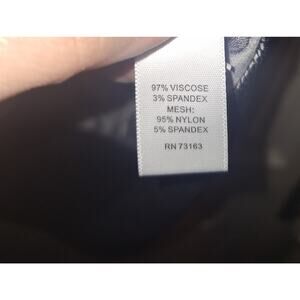 97% VISCOSE
3% SPANDEX
MESH:
95% NYLON
5% SPANDEX
RN 73163